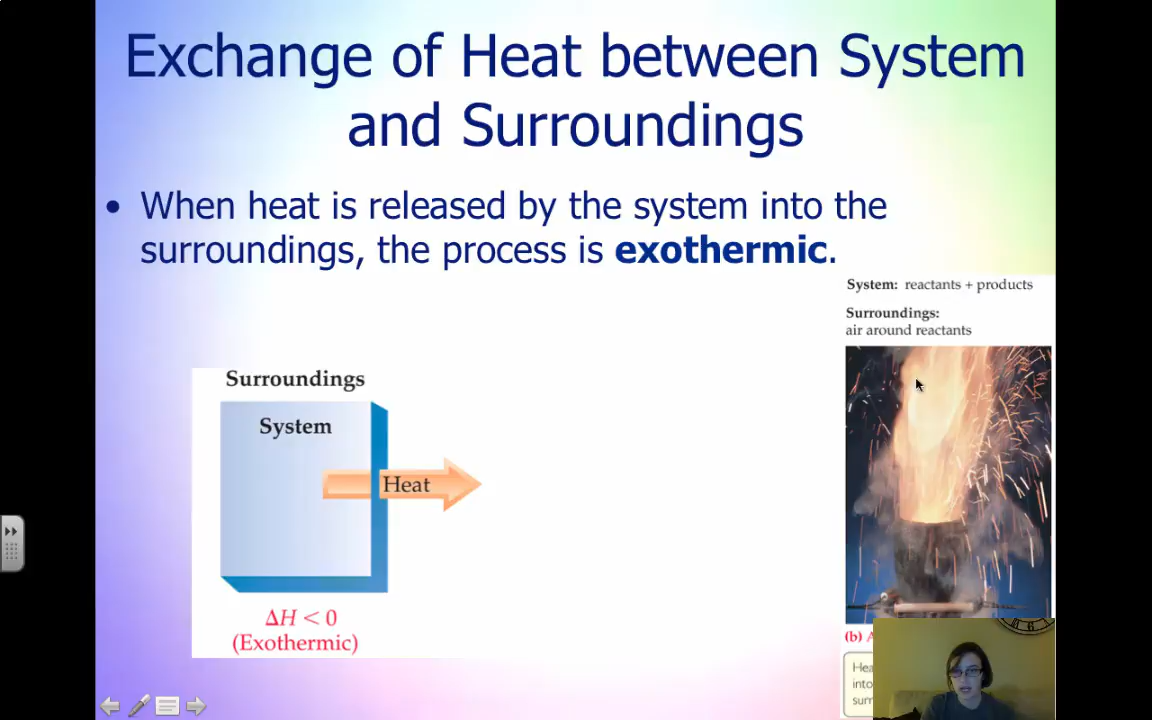 Exchange of Heat between System
and Surroundings
• When heat is released by the system into the
surroundings, the process is exothermic.
System: reactants + products
Surroundings:
air around reactants
Surroundings
System
Heat
ΔH < 0
(Exothermic)
(b)
into